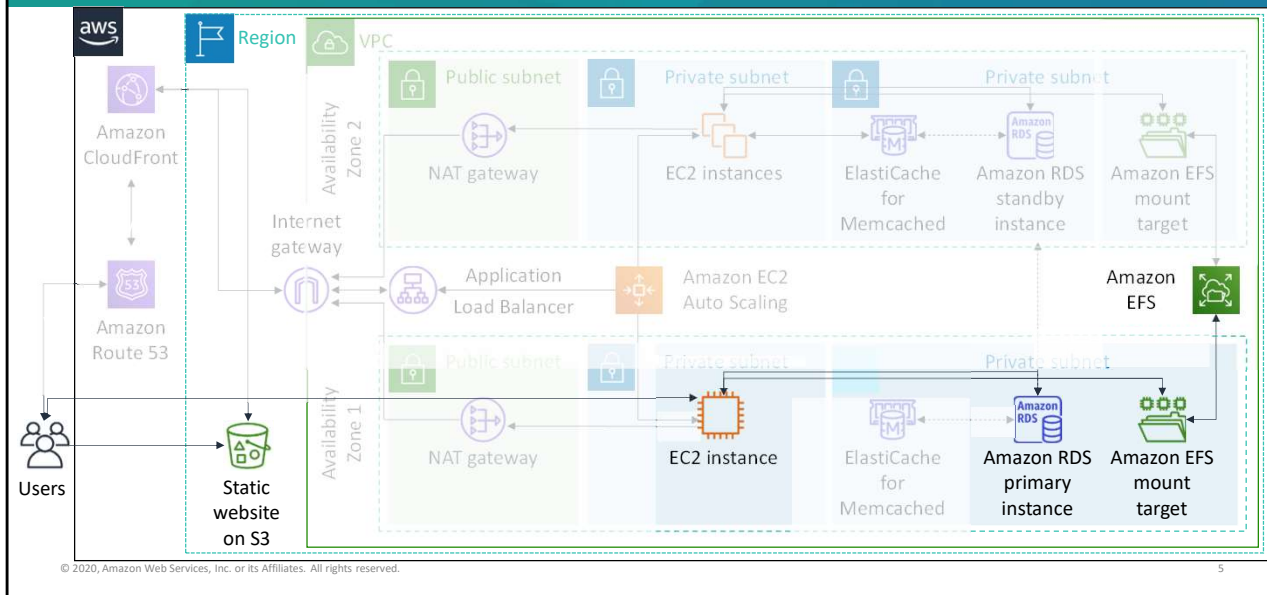 aws
Region
VPC
Public subnet
Private subnet
Private subnet
Availability
Zone 2
Amazon
CloudFront
NAT gateway
EC2 instances
ElastiCache
for
Memcached
Amazon
RDS
Amazon RDS
standby
instance
Amazon EFS
mount
target
Internet
gateway
Application
Load Balancer
Amazon EC2
Auto Scaling
Amazon
EFS
53
Amazon
Route 53
Public subnet
Private subnet
Private subnet
Availability
Zone 1
Users
Static
website
on S3
NAT gateway
EC2 instance
ElastiCache
for
Memcached
Amazon
RDS
Amazon RDS
primary
instance
Amazon EFS
mount
target
© 2020, Amazon Web Services, Inc. or its Affiliates. All rights reserved.
5